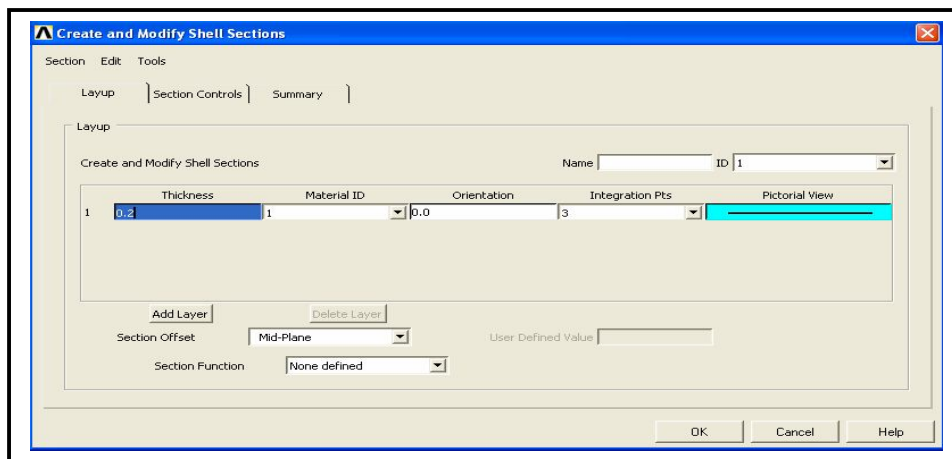 Create and Modify Shell Sections
Section Edit Tools
Layup Section Controls Summary
Layup
Create and Modify Shell Sections Name ID 1
Thickness Material ID Orientation Integration Pts Pictorial View
1 0.2 1 0.0 3
Add Layer Delete Layer
Section Offset Mid-Plane User Defined Value
Section Function None defined
OK Cancel Help